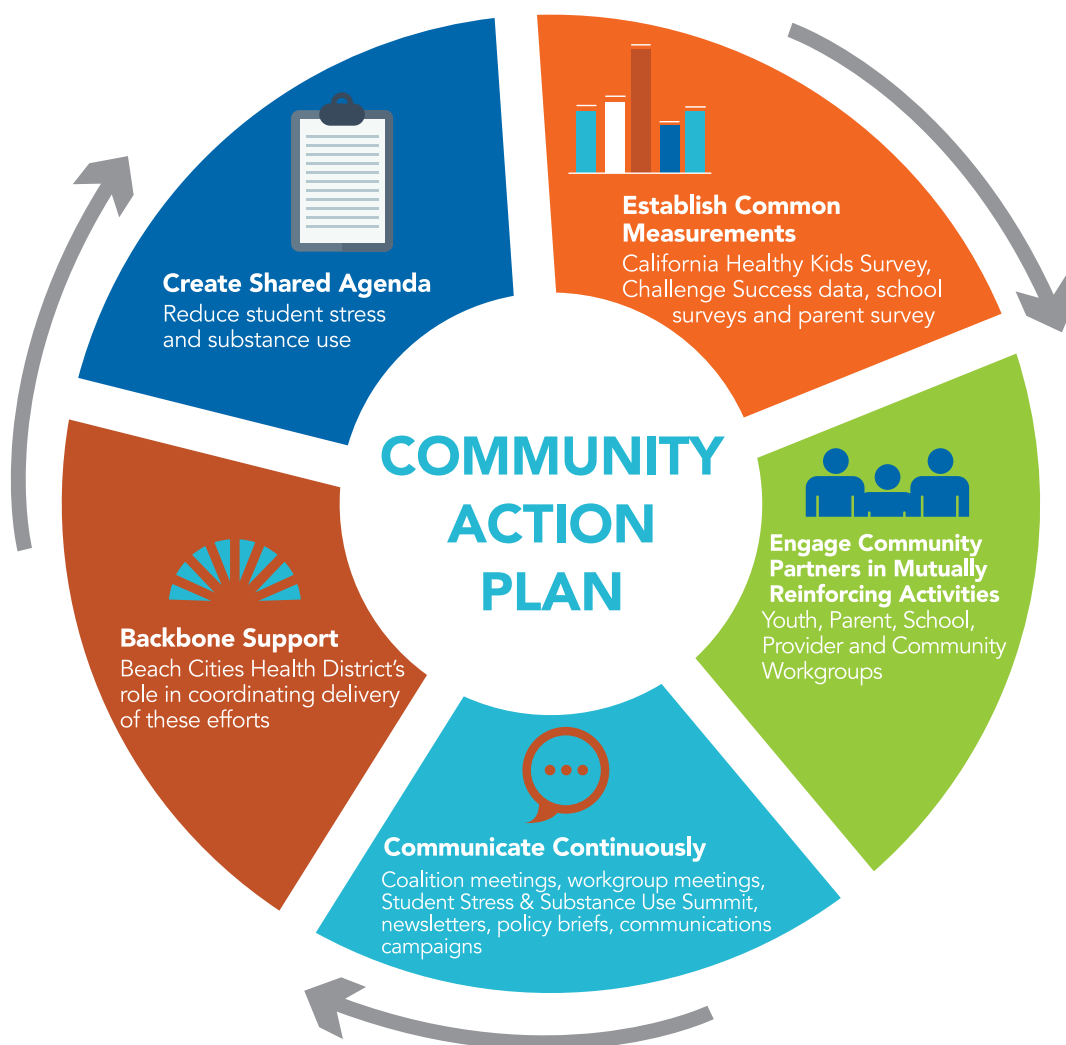 COMMUNITY
ACTION
PLAN
Create Shared Agenda
Reduce student stress
and substance use
Establish Common
Measurements
California Healthy Kids Survey,
Challenge Success data, school
surveys and parent survey
Engage Community
Partners in Mutually
Reinforcing Activities
Youth, Parent, School,
Provider and Community
Workgroups
Communicate Continuously
Coalition meetings, workgroup meetings,
Student Stress & Substance Use Summit,
newsletters, policy briefs, communications
campaigns
Backbone Support
Beach Cities Health District's
role in coordinating delivery
of these efforts